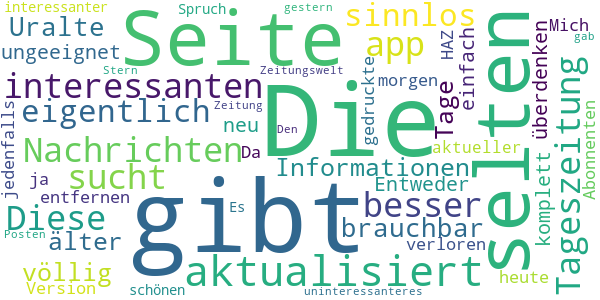 interessanter Spruch gestern
Uralte Seite sinnlos Mich
ungeeignet app HAZ einfach gab
Stern Zeitungswelt gedruckte
interessanten Die selten morgen Tage überdenken
eigentlich Zeitung
jedenfalls Nachrichten neu Den Da aktueller
ja sucht Informationen Tageszeitung Abonnenten
entfernen gibt Entweder komplett
Diese Es besser
Posten älter brauchbar verloren
völlig aktualisiert heute
Version schönen uninteressanteres